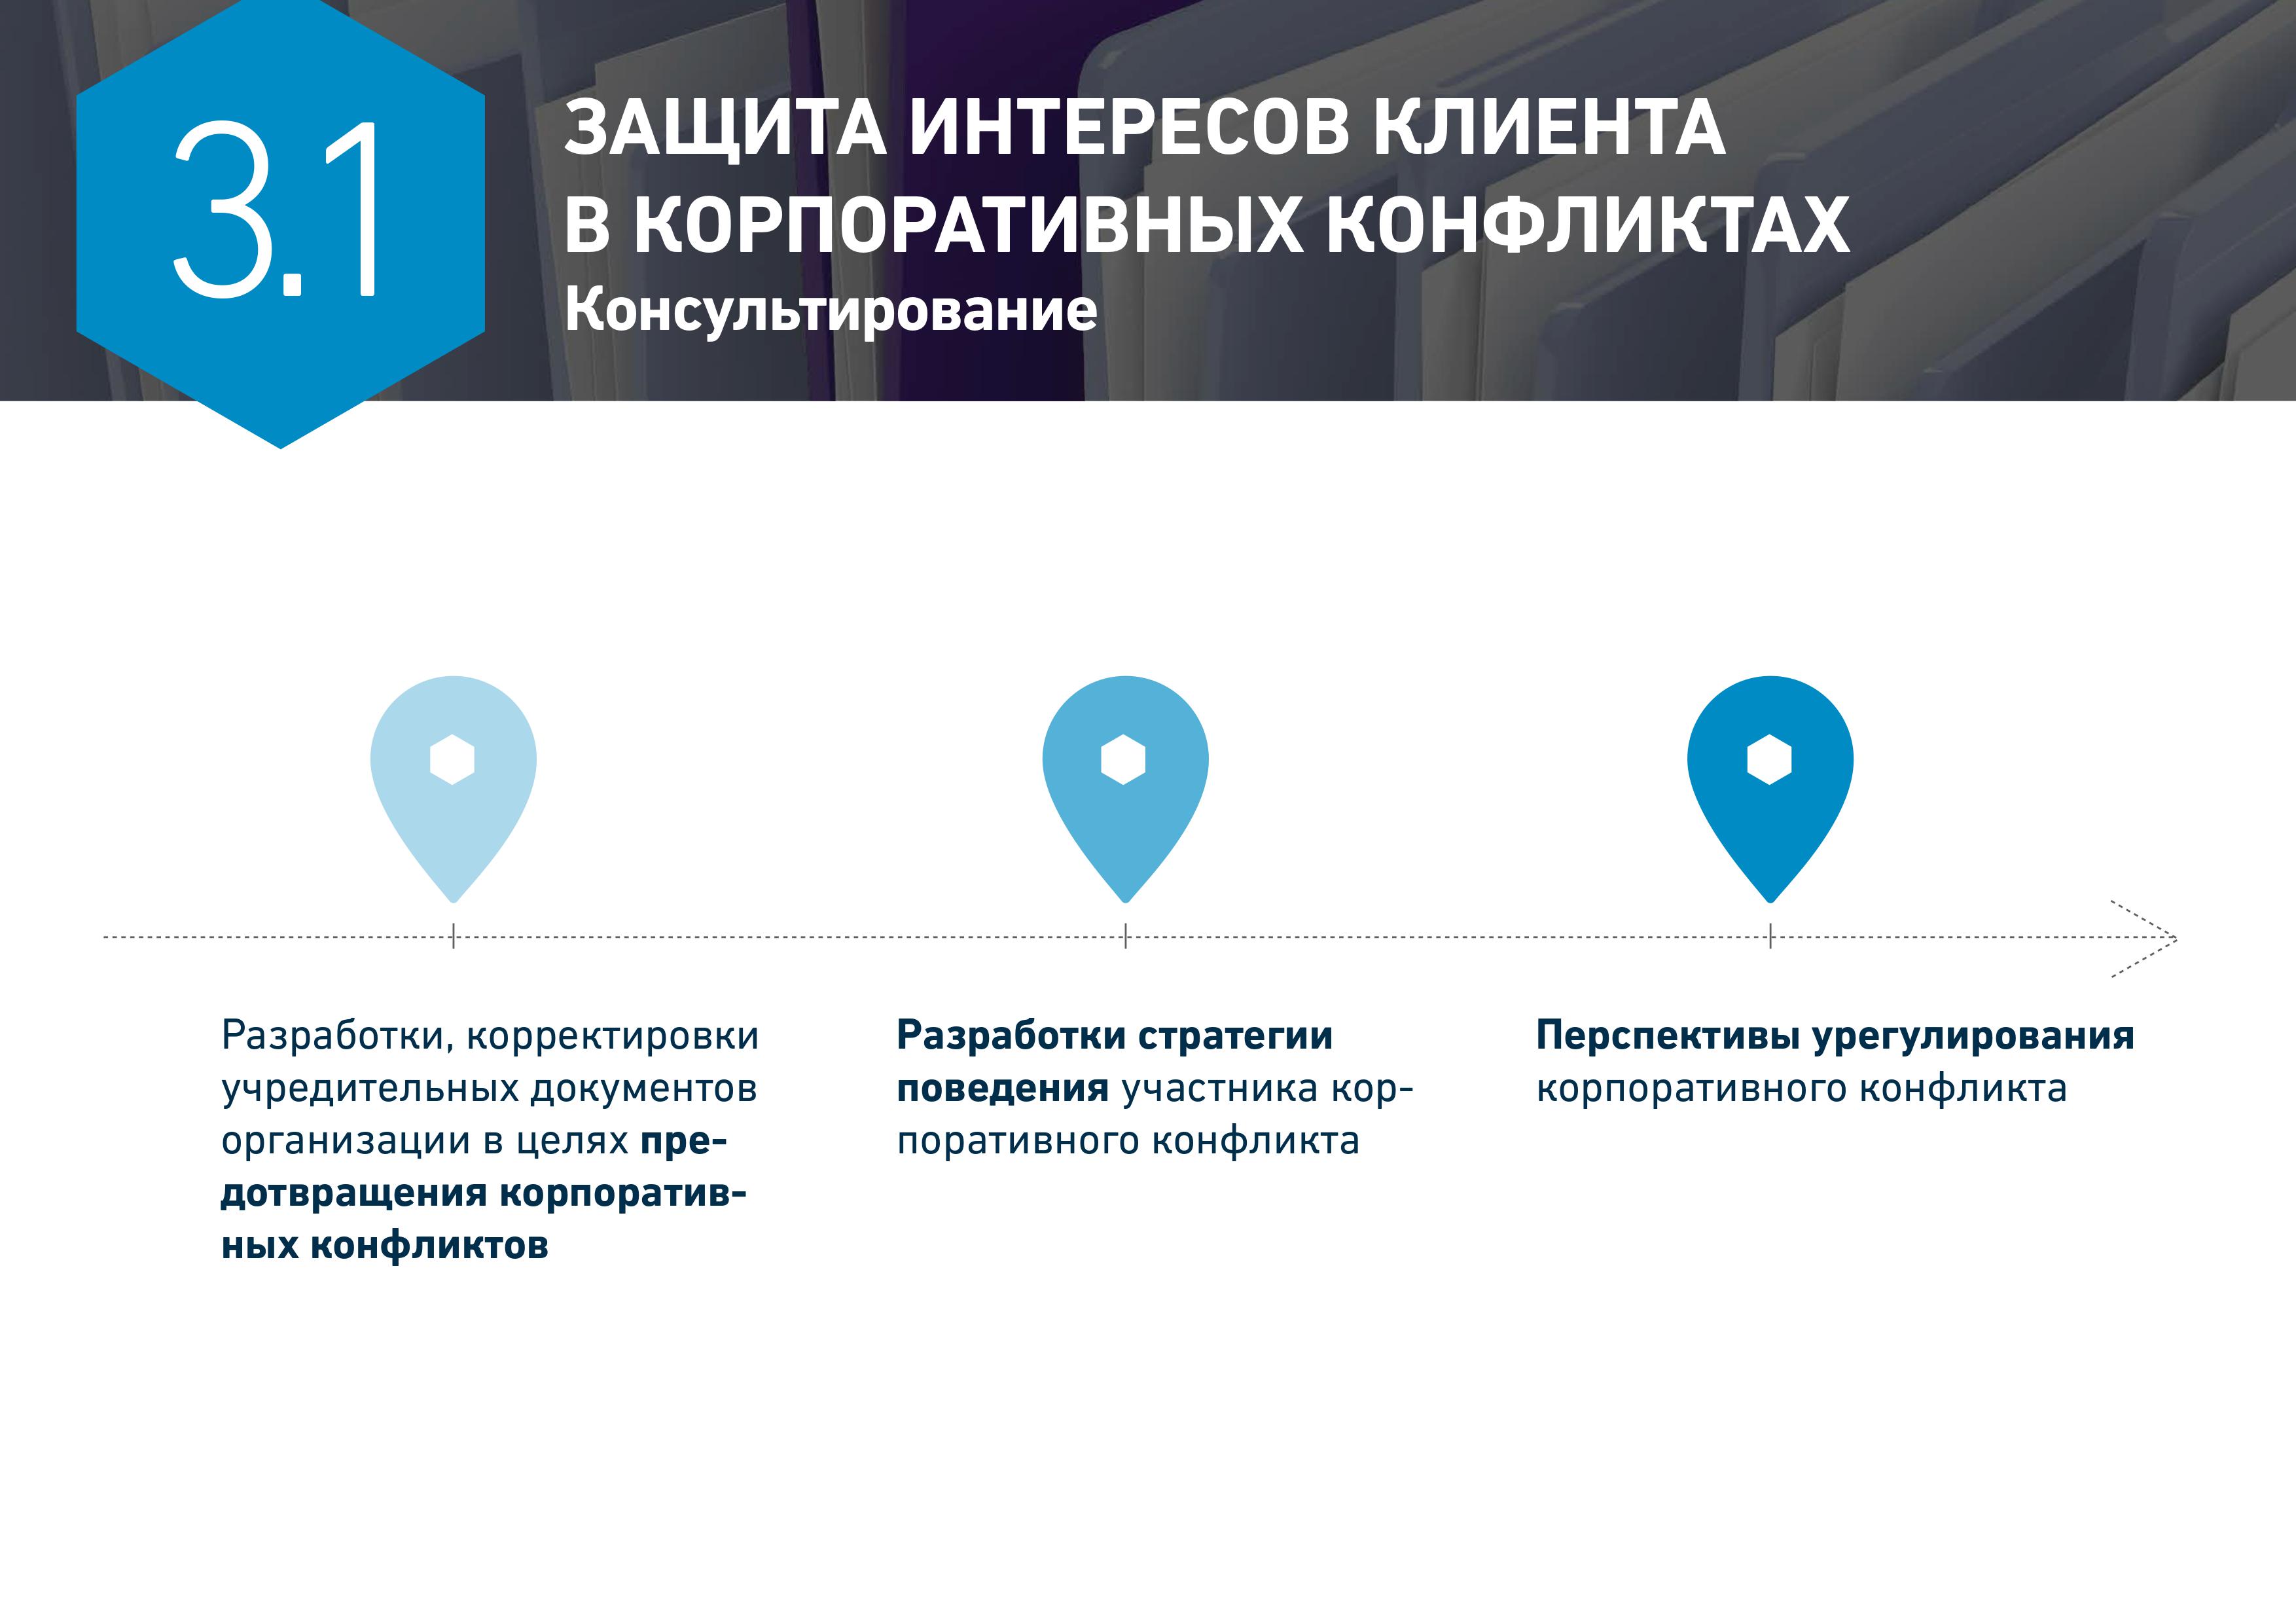 3.1
ЗАЩИТА ИНТЕРЕСОВ КЛИЕНТА
В КОРПОРАТИВНЫХ КОНФЛИКТАХ
Консультирование
Разработки, корректировки
учредительных документов
организации в целях пре-
дотвращения корпоратив-
ных конфликтов
Разработки стратегии
поведения участника кор-
поративного конфликта
Перспективы урегулирования
корпоративного конфликта